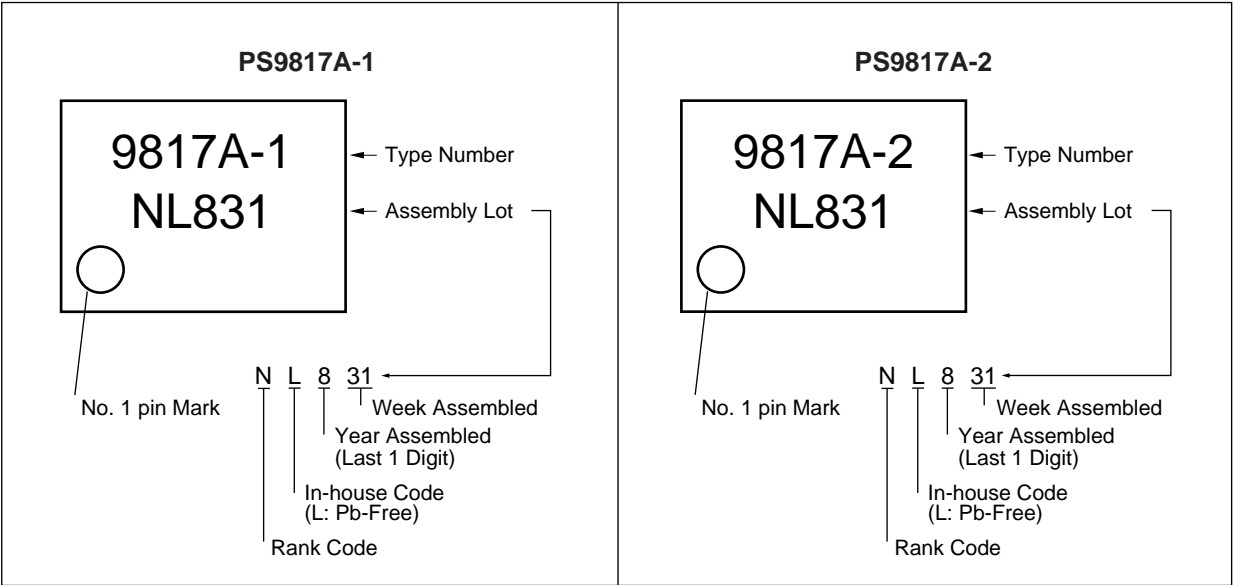 PS9817A-1
9817A-1
Type Number
NL831
Assembly Lot
N L 8 31
No. 1 pin Mark
Week Assembled
Year Assembled
(Last 1 Digit)
In-house Code
(L: Pb-Free)
Rank Code
PS9817A-2
9817A-2
Type Number
NL831
Assembly Lot
N L 8 31
No. 1 pin Mark
Week Assembled
Year Assembled
(Last 1 Digit)
In-house Code
(L: Pb-Free)
Rank Code